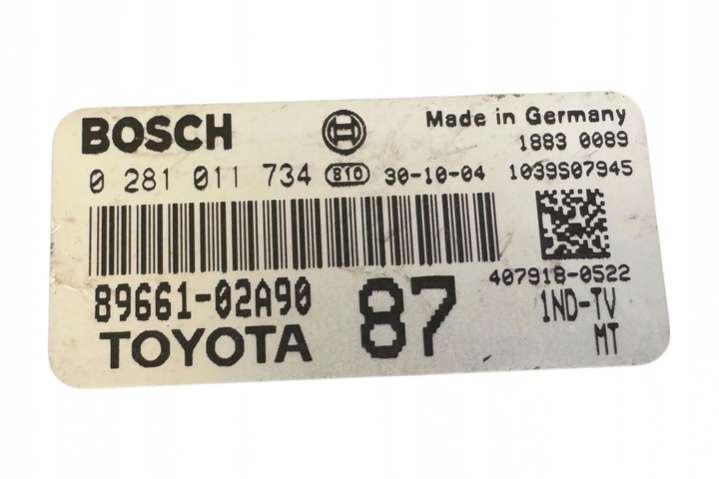 BOSCH Made in Germany
1883 0089
0 281 011 734 816 30-10-04 1039S07945
407918-0522
89661-02A90 87 1ND-TV
TOYOTA MT